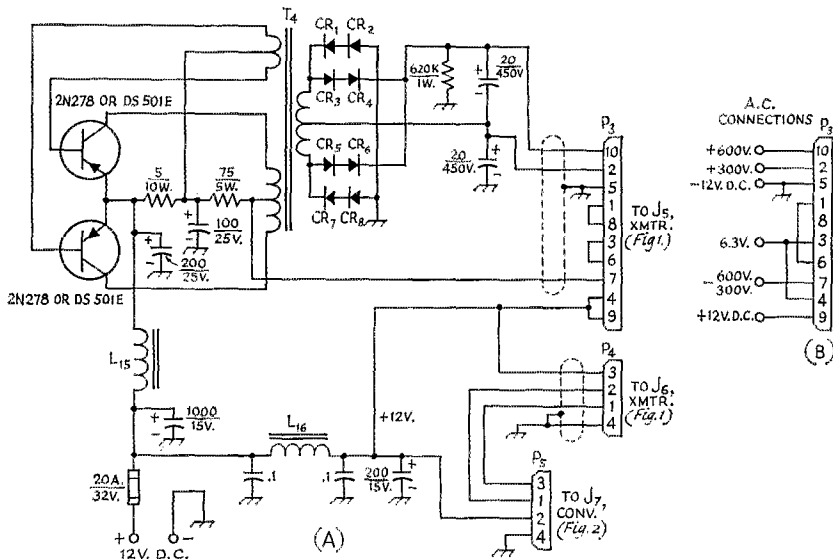 T4
CR1 CR2
CR3 CR4
CR5 CR6
CR7 CR8
620K
1W.
20
450V
+
-
20
450V.
+
-
2N278 OR DS 501E
5
10W.
75
5W.
+
100
25V.
-
+
200
25V.
-
2N278 OR DS 501E
P3
10
2
5
1
8
3
6
7
4
9
TO J5,
XMTR.
(Fig1.)
A.C.
CONNECTIONS
P3
+600V.
+300V.
-12V. D.C.
6.3V.
-600V.
300V.
+12V. D.C.
10
2
5
1
8
3
6
7
4
9
(B)
L15
+
1000
15V.
-
L16
+12V.
20A.
32V.
.1
.1
200
15V.
+
-
+ -
12V. D.C.
(A)
P4
3
2
1
4
TO J6,
XMTR.
(Fig.1)
P5
3
1
2
4
TO J7,
CONV.
(Fig.2)